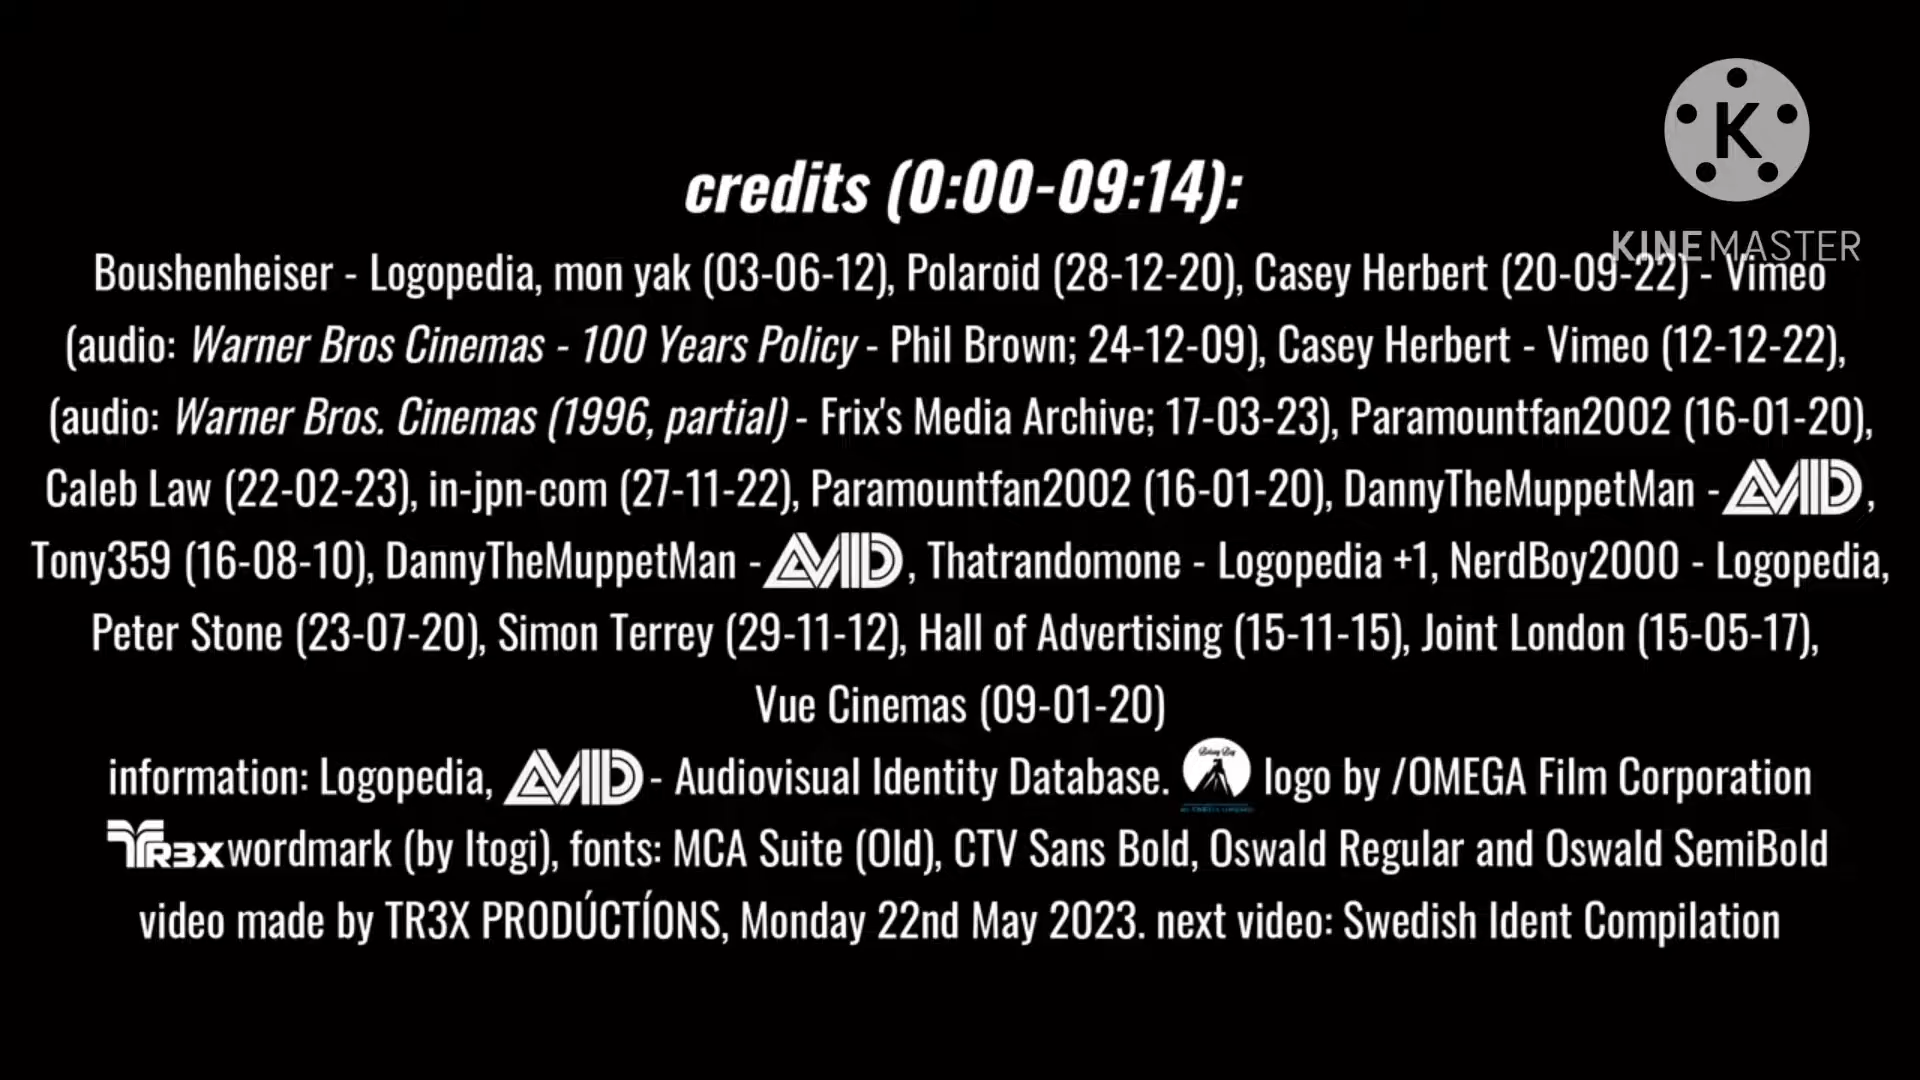 credits (0:00-09:14):
K
KINEMASTER
Boushenheiser - Logopedia, mon yak (03-06-12), Polaroid (28-12-20), Casey Herbert (20-09-22) - Vimeo
(audio: Warner Bros Cinemas - 100 Years Policy - Phil Brown; 24-12-09), Casey Herbert - Vimeo (12-12-22),
(audio: Warner Bros. Cinemas (1996, partial) - Frix's Media Archive; 17-03-23), Paramountfan2002 (16-01-20),
Caleb Law (22-02-23), in-jpn-com (27-11-22), Paramountfan2002 (16-01-20), DannyTheMuppetMan - AVID,
Tony359 (16-08-10), DannyTheMuppetMan - AVID, Thatrandomone - Logopedia +1, NerdBoy2000 - Logopedia,
Peter Stone (23-07-20), Simon Terrey (29-11-12), Hall of Advertising (15-11-15), Joint London (15-05-17),
Vue Cinemas (09-01-20)
information: Logopedia, AVID - Audiovisual Identity Database. logo by /OMEGA Film Corporation
TR3X wordmark (by Itogi), fonts: MCA Suite (Old), CTV Sans Bold, Oswald Regular and Oswald SemiBold
video made by TR3X PRODÚCTÍONS, Monday 22nd May 2023. next video: Swedish Ident Compilation